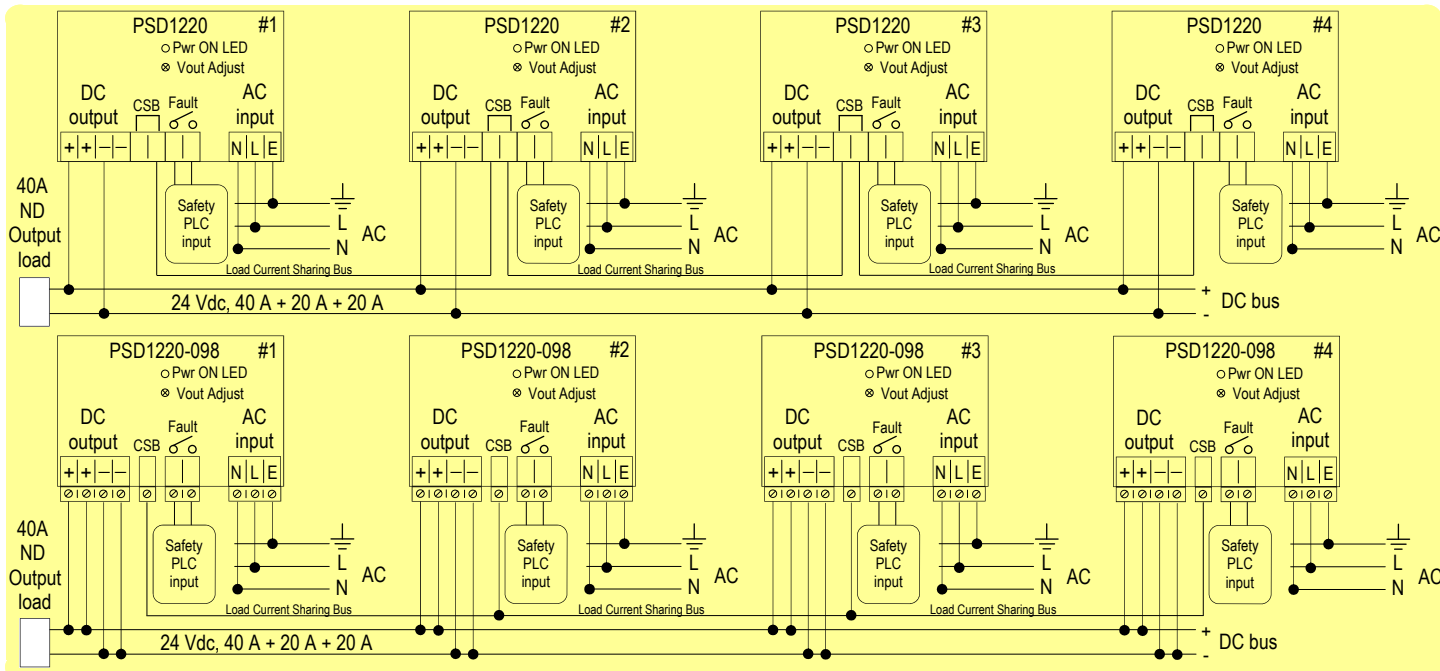 PSD1220 #1
Pwr ON LED
Vout Adjust
DC output
CSB
Fault
AC input
++−−
N L E
Safety PLC input
L
N
AC
PSD1220 #2
Pwr ON LED
Vout Adjust
DC output
CSB
Fault
AC input
++−−
N L E
Safety PLC input
L
N
AC
PSD1220 #3
Pwr ON LED
Vout Adjust
DC output
CSB
Fault
AC input
++−−
N L E
Safety PLC input
L
N
AC
PSD1220 #4
Pwr ON LED
Vout Adjust
DC output
CSB
Fault
AC input
++−−
N L E
Safety PLC input
L
N
AC
40A
ND
Output
load
Load Current Sharing Bus
Load Current Sharing Bus
Load Current Sharing Bus
24 Vdc, 40 A + 20 A + 20 A
+
-
DC bus
PSD1220-098 #1
Pwr ON LED
Vout Adjust
DC output
CSB
Fault
AC input
++−−
N L E
Safety PLC input
L
N
AC
PSD1220-098 #2
Pwr ON LED
Vout Adjust
DC output
CSB
Fault
AC input
++−−
N L E
Safety PLC input
L
N
AC
PSD1220-098 #3
Pwr ON LED
Vout Adjust
DC output
CSB
Fault
AC input
++−−
N L E
Safety PLC input
L
N
AC
PSD1220-098 #4
Pwr ON LED
Vout Adjust
DC output
CSB
Fault
AC input
++−−
N L E
Safety PLC input
L
N
AC
40A
ND
Output
load
Load Current Sharing Bus
Load Current Sharing Bus
Load Current Sharing Bus
24 Vdc, 40 A + 20 A + 20 A
+
-
DC bus